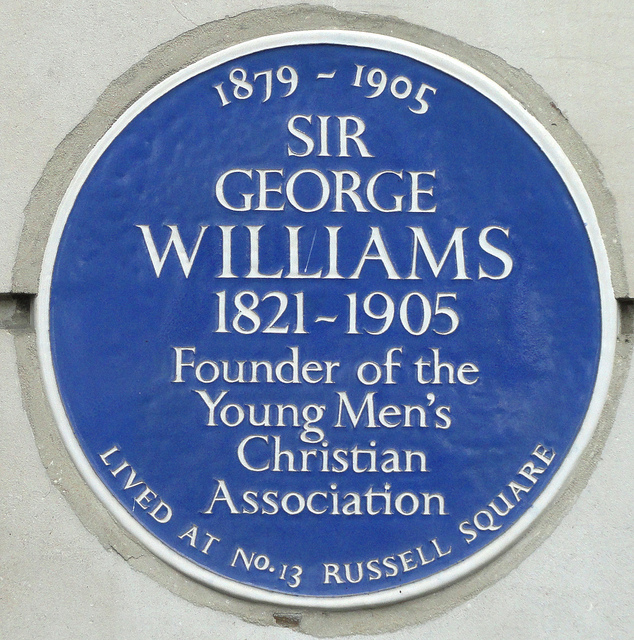 1879 - 1905
SIR
GEORGE
WILLIAMS
1821~1905
Founder of the
Young Men's
Christian
Association
LIVED AT No. 13 RUSSELL SQUARE